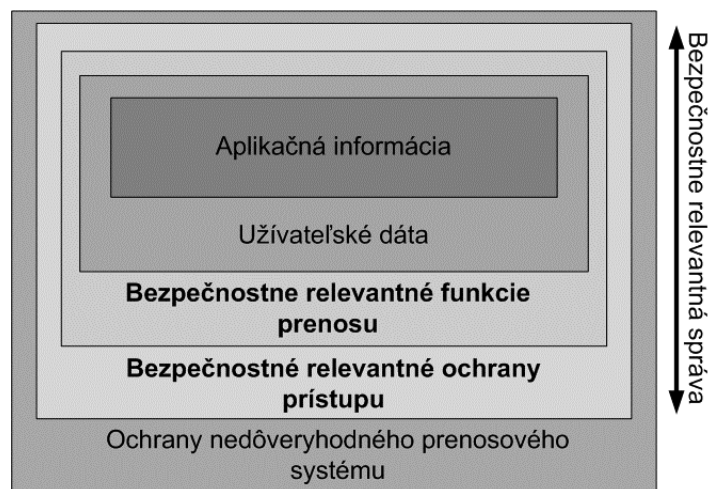 Aplikačná informácia
Užívateľské dáta
Bezpečnostne relevantné funkcie
prenosu
Bezpečnostné relevantné ochrany
prístupu
Ochrany nedôveryhodného prenosového
systému
Bezpečnostne relevantná správa